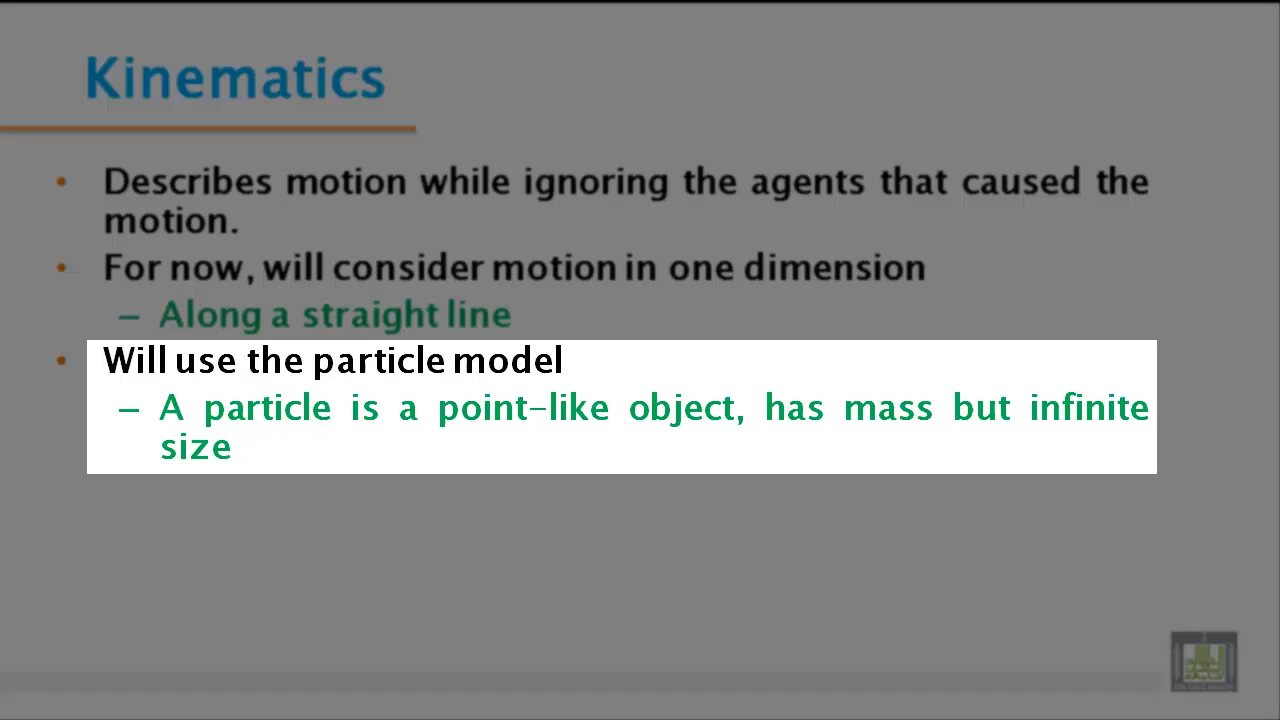 Kinematics
• Describes motion while ignoring the agents that caused the
motion.
• For now, will consider motion in one dimension
– Along a straight line
• Will use the particle model
– A particle is a point-like object, has mass but infinite
size